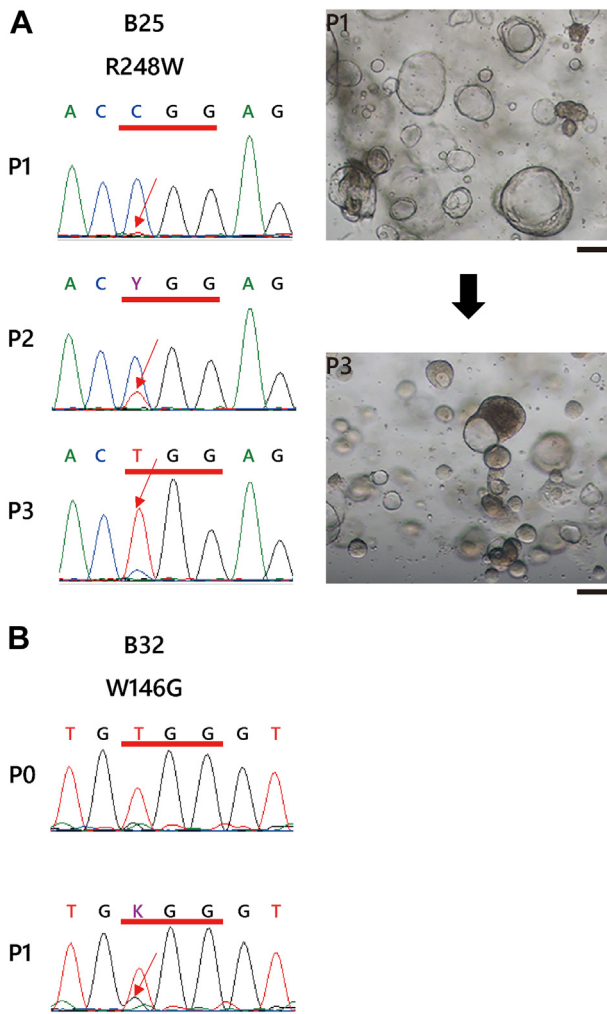 A
B25
R248W
A C C G G A G
P1
A C Y G G A G
P2
A C T G G A G
P3
P1
P3
B
B32
W146G
T G T G G G T
P0
T G K G G G T
P1